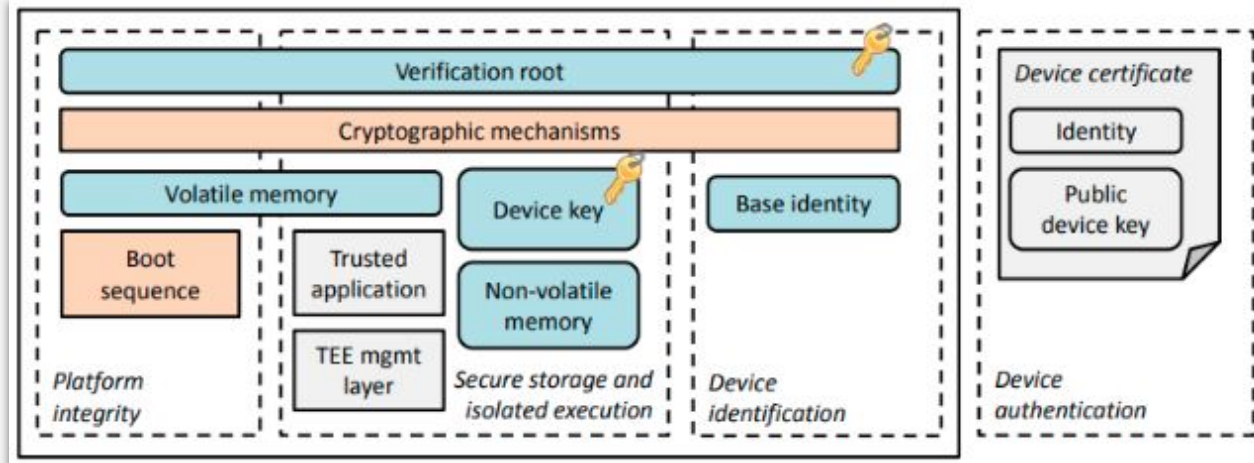 Verification root
Cryptographic mechanisms
Volatile memory
Device key
Base identity
Boot
sequence
Trusted
application
Non-volatile
memory
TEE mgmt
layer
Platform
integrity
Secure storage and
isolated execution
Device
identification
Device certificate
Identity
Public
device key
Device
authentication